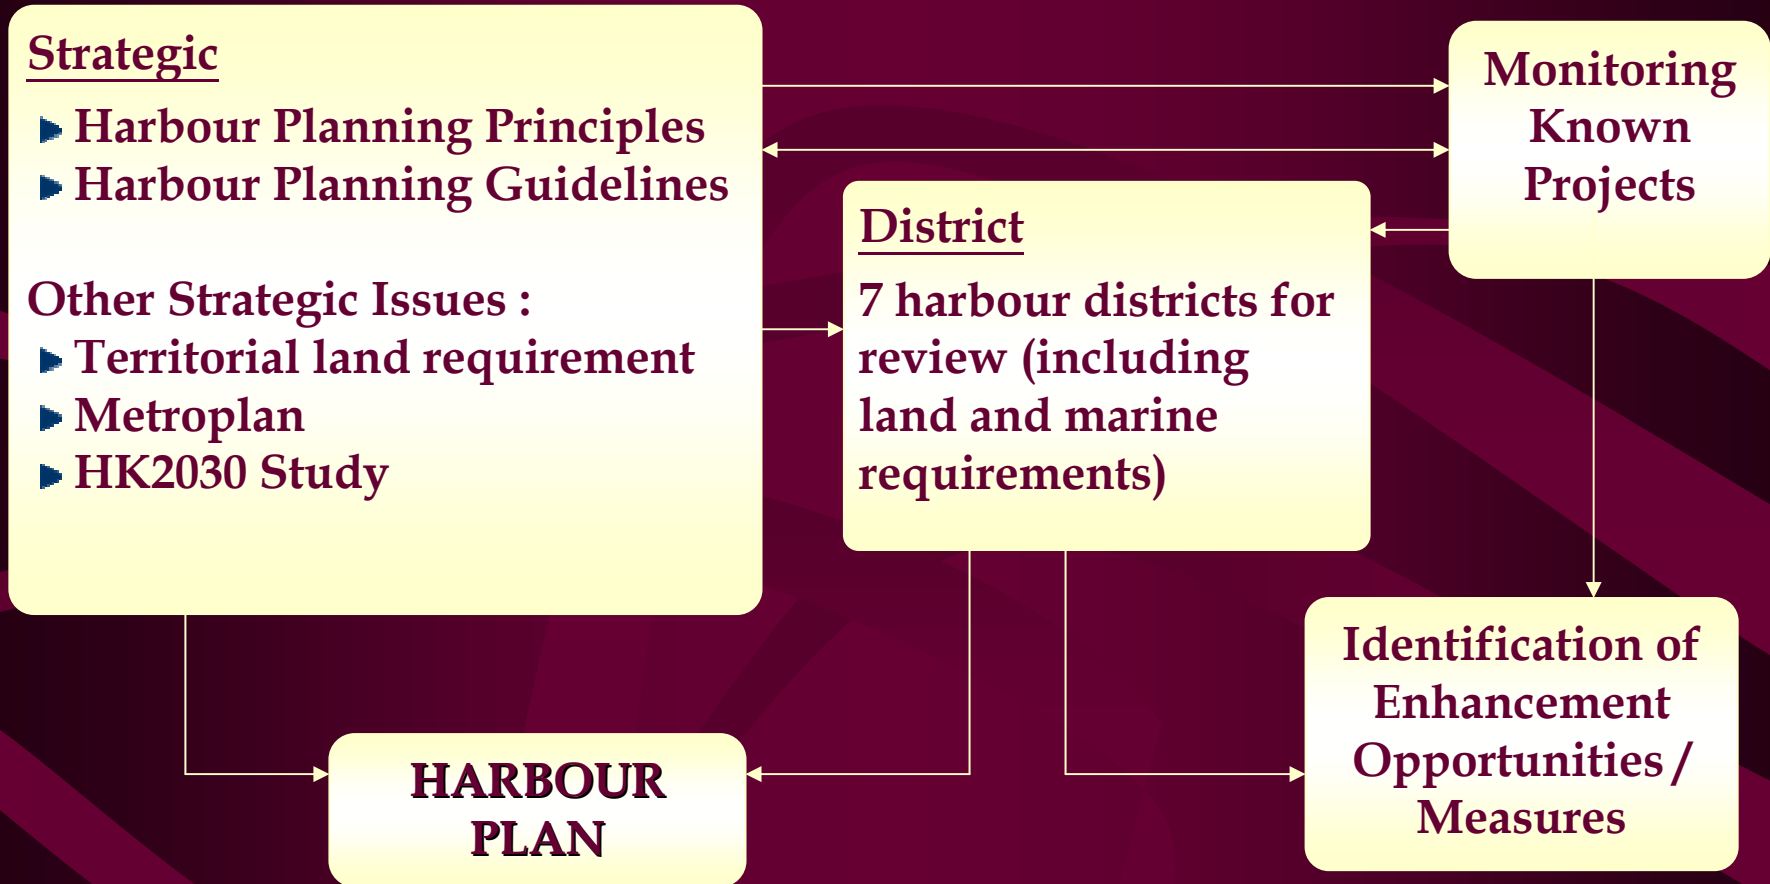 Strategic
Harbour Planning Principles
Harbour Planning Guidelines
Other Strategic Issues :
Territorial land requirement
Metroplan
HK2030 Study
District
7 harbour districts for
review (including
land and marine
requirements)
Monitoring
Known
Projects
HARBOUR
PLAN
Identification of
Enhancement
Opportunities /
Measures